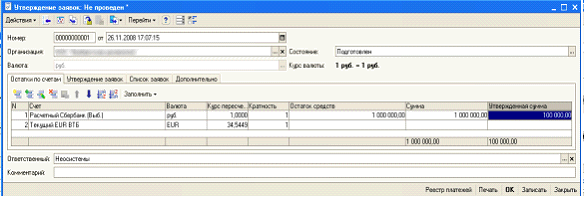 Утверждение заявок: Не проведен *
Действия Перейти ?
Номер: 00000000001 от 26.11.2008 17:07:15
Организация: Состояние: Подготовлен
Валюта: руб. Курс валюты: 1 руб. = 1 руб.
Остатки по счетам Утверждение заявок Список заявок Дополнительно
Заполнить
N Счет Валюта Курс пересче... Кратность Остаток средств Сумма Утвержденная сумма
1 Расчетный Сбербанк (Выб.) руб. 1,0000 1 1 000 000,00 1 000 000,00 100 000,00
2 Текущий EUR ВТБ EUR 34,5449 1
1 000 000,00 100 000,00
Ответственный: Неосистемы
Комментарий:
Реестр платежей Печать OK Записать Закрыть